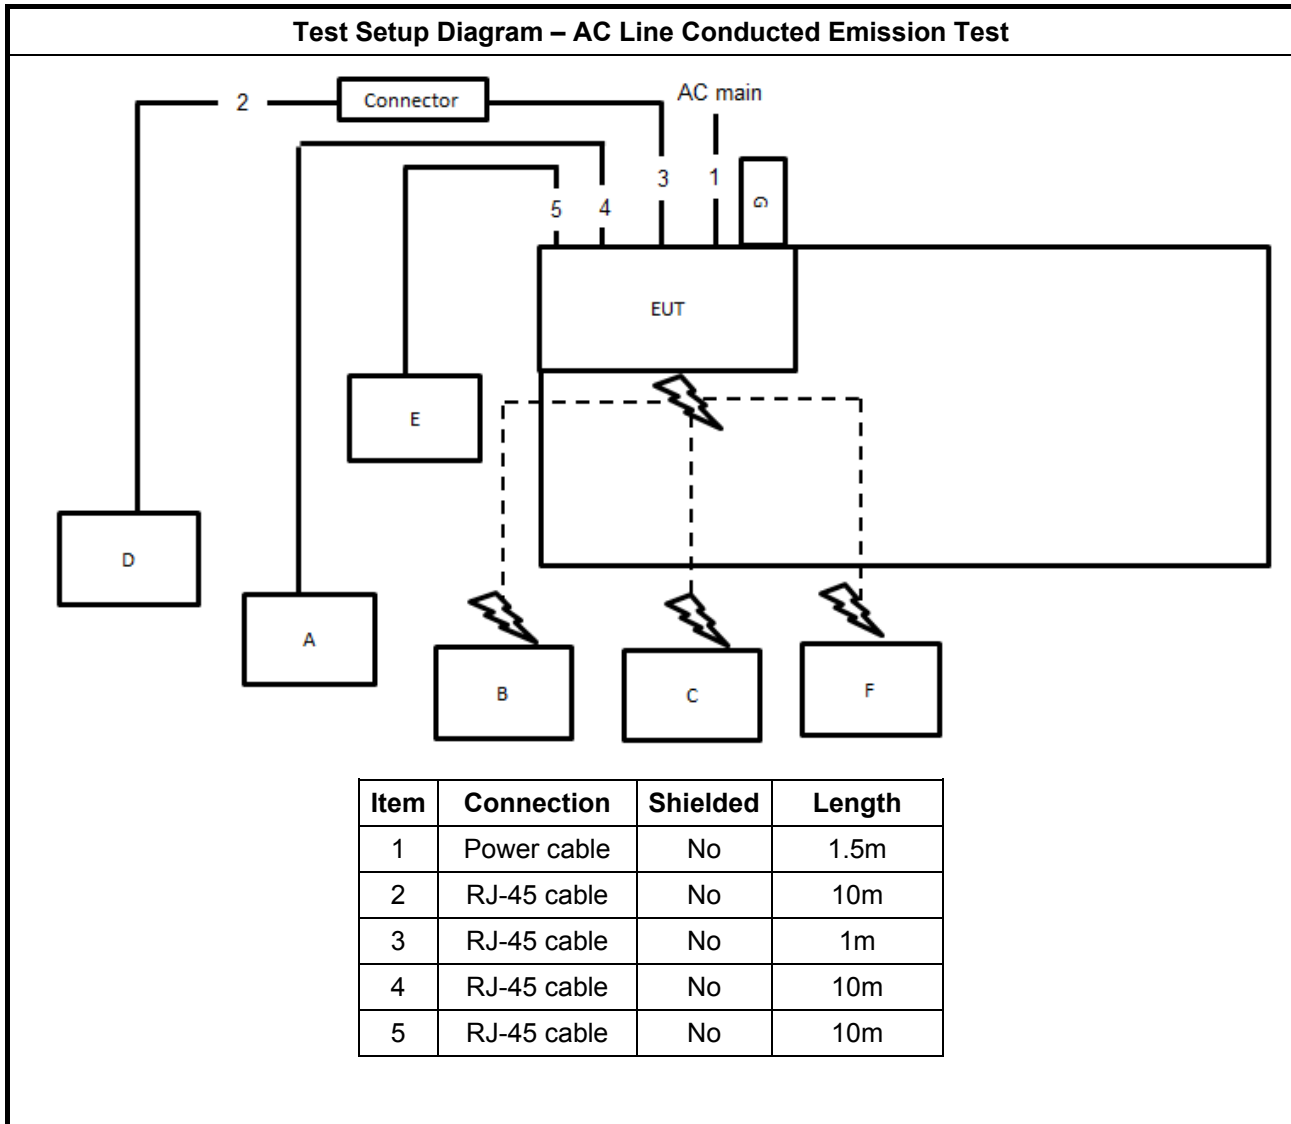 Test Setup Diagram – AC Line Conducted Emission Test
2
Connector
AC main
3
1
G
5
4
EUT
E
D
A
B
C
F
Item Connection Shielded Length
1 Power cable No 1.5m
2 RJ-45 cable No 10m
3 RJ-45 cable No 1m
4 RJ-45 cable No 10m
5 RJ-45 cable No 10m